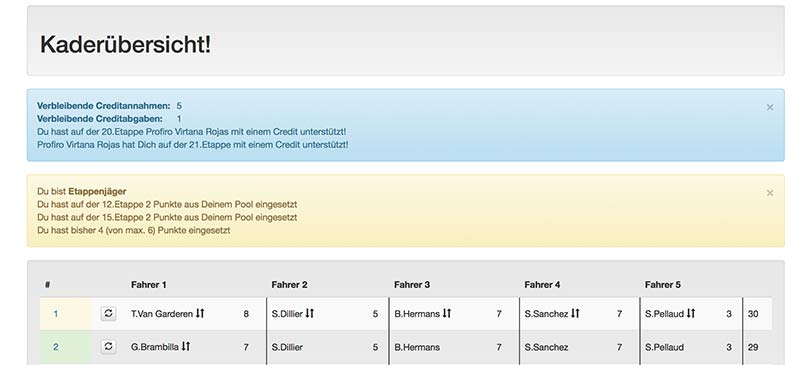 Kaderübersicht!
Verbleibende Creditannahmen: 5
Verbleibende Creditabgaben: 1
Du hast auf der 20.Etappe Profiro Virtana Rojas mit einem Credit unterstützt!
Profiro Virtana Rojas hat Dich auf der 21.Etappe mit einem Credit unterstützt!
×
Du bist Etappenjäger
Du hast auf der 12.Etappe 2 Punkte aus Deinem Pool eingesetzt
Du hast auf der 15.Etappe 2 Punkte aus Deinem Pool eingesetzt
Du hast bisher 4 (von max. 6) Punkte eingesetzt
×
# Fahrer 1 Fahrer 2 Fahrer 3 Fahrer 4 Fahrer 5
1 T.Van Garderen 8 S.Dillier 5 B.Hermans 7 S.Sanchez 7 S.Pellaud 3 30
2 G.Brambilla 7 S.Dillier 5 B.Hermans 7 S.Sanchez 7 S.Pellaud 3 29